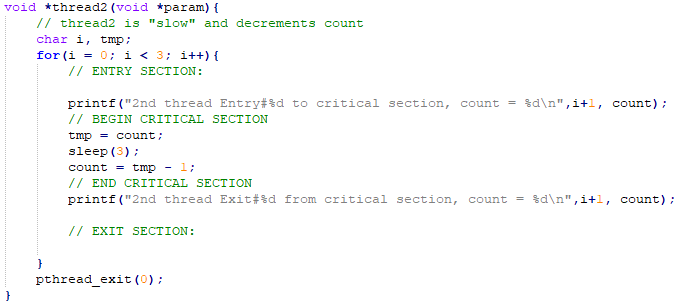 void *thread2(void *param){
// thread2 is "slow" and decrements count
char i, tmp;
for(i = 0; i < 3; i++){
// ENTRY SECTION:
printf("2nd thread Entry#%d to critical section, count = %d\n",i+1, count);
// BEGIN CRITICAL SECTION
tmp = count;
sleep(3);
count = tmp - 1;
// END CRITICAL SECTION
printf("2nd thread Exit#%d from critical section, count = %d\n",i+1, count);
// EXIT SECTION:
}
pthread_exit(0);
}